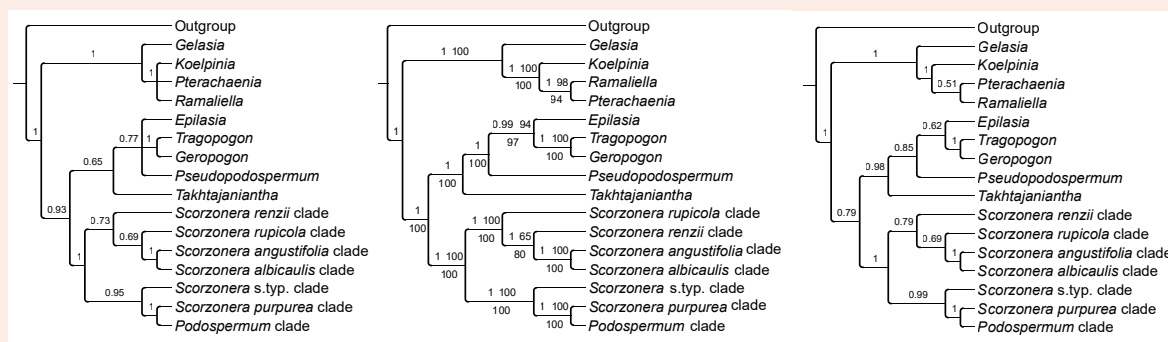 Outgroup
Gelasia
1
Koelpinia
1
Pterachaenia
Ramaliella
1
Epilasia
0.77
Tragopogon
1
Geropogon
0.65
Pseudopodospermum
Takhtajaniantha
0.93
Scorzonera renzii clade
0.73
Scorzonera rupicola clade
0.69
Scorzonera angustifolia clade
1
Scorzonera albicaulis clade
1
Scorzonera s.typ. clade
0.95
Scorzonera purpurea clade
1
Podospermum clade
Outgroup
Gelasia
1 100
Koelpinia
1 100
100
Ramaliella
1 98
94
Pterachaenia
1
Epilasia
0.99 94
97
Tragopogon
1 100
100
Geropogon
1
100
Pseudopodospermum
1
100
Takhtajaniantha
1
100
Scorzonera rupicola clade
1 100
100
Scorzonera renzii clade
1 65
80
Scorzonera angustifolia clade
1 100
100
Scorzonera albicaulis clade
1 100
100
Scorzonera s.typ. clade
1 100
100
Scorzonera purpurea clade
1 100
100
Podospermum clade
Outgroup
Gelasia
1
Koelpinia
1
Pterachaenia
0.51
Ramaliella
1
Epilasia
0.62
Tragopogon
1
Geropogon
0.85
Pseudopodospermum
0.98
Takhtajaniantha
0.79
Scorzonera renzii clade
0.79
Scorzonera rupicola clade
0.69
Scorzonera angustifolia clade
1
Scorzonera albicaulis clade
1
Scorzonera s.typ. clade
0.99
Scorzonera purpurea clade
1
Podospermum clade